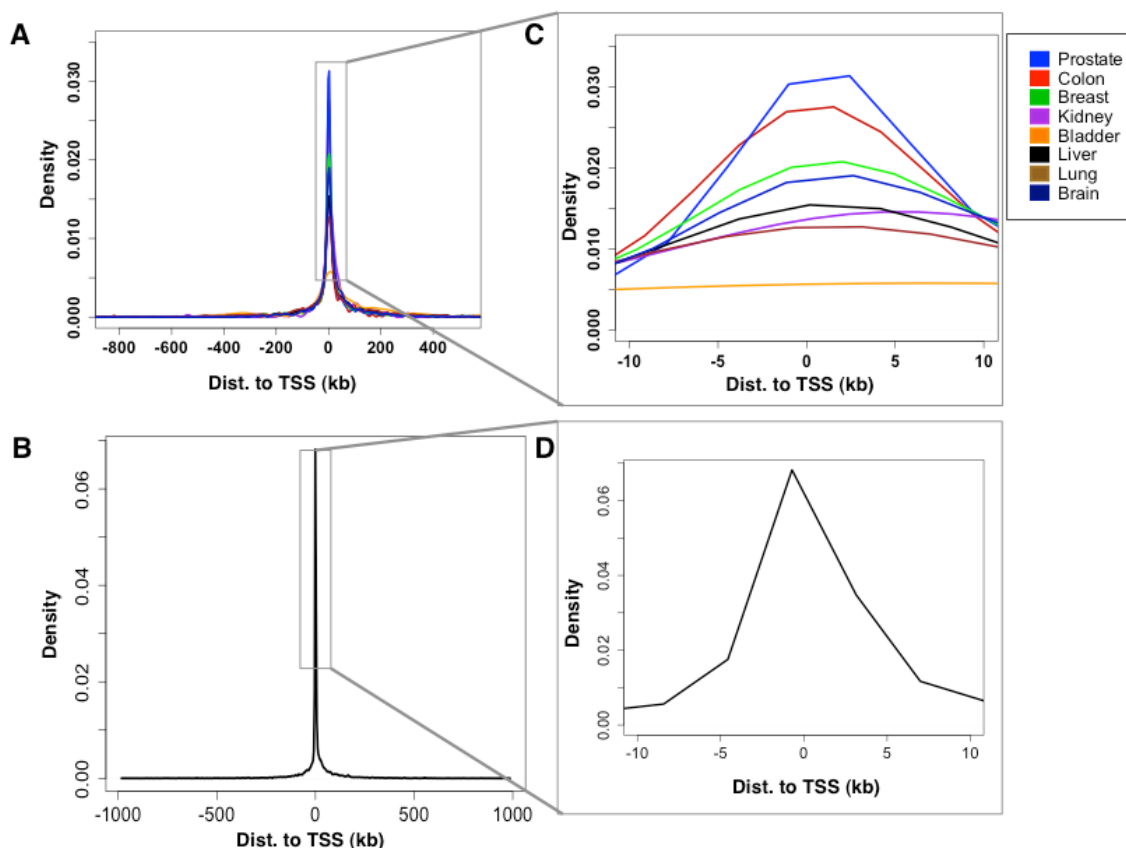 A
0.030
0.020
0.010
0.000
Density
-800 -600 -400 -200 0 200 400
Dist. to TSS (kb)
C
0.030
0.020
0.010
0.000
Density
-10 -5 0 5 10
Dist. to TSS (kb)
Prostate
Colon
Breast
Kidney
Bladder
Liver
Lung
Brain
B
0.06
0.04
0.02
0.00
Density
-1000 -500 0 500 1000
Dist. to TSS (kb)
D
0.06
0.04
0.02
0.00
Density
-10 -5 0 5 10
Dist. to TSS (kb)